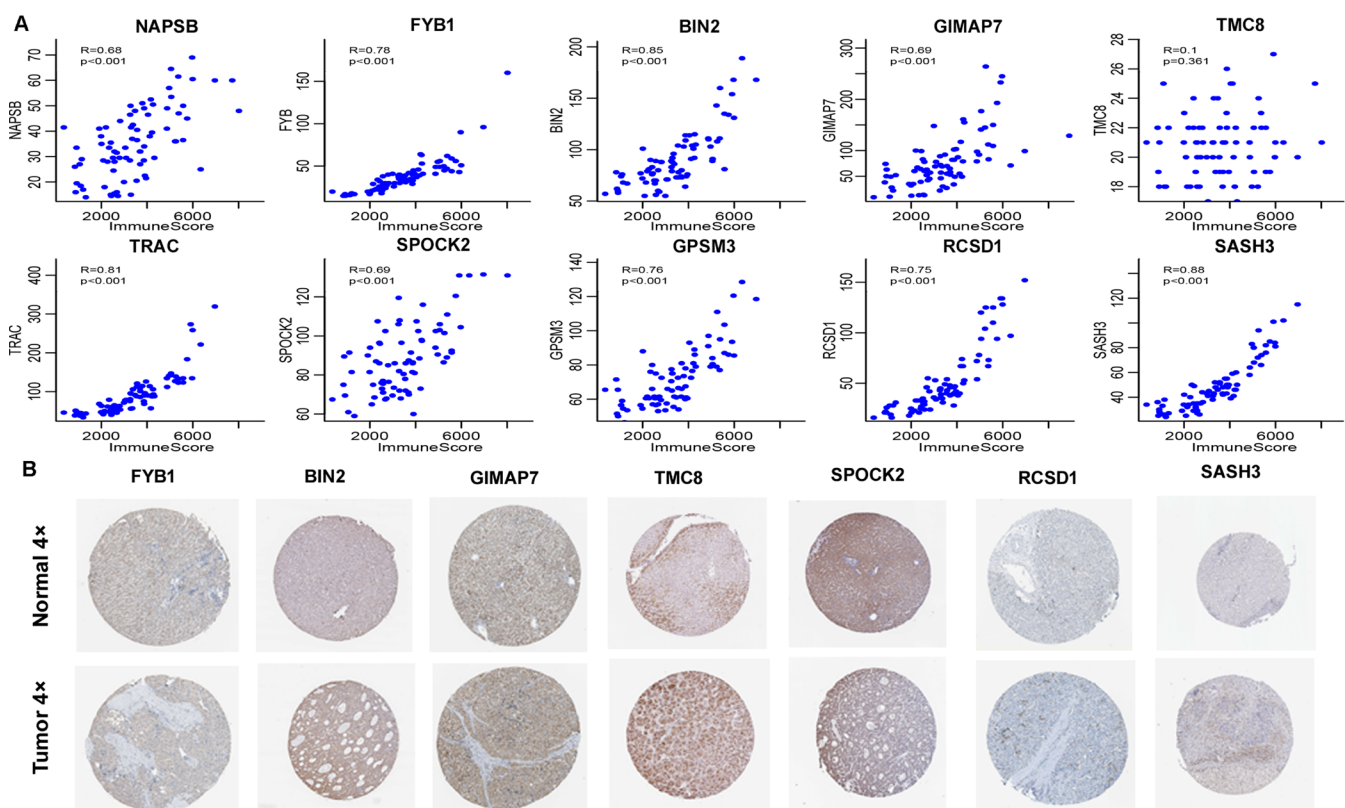 A
NAPSB
FYB1
BIN2
GIMAP7
TMC8
R=0.68
p<0.001
NAPSB
70
60
50
40
30
20
2000
6000
ImmuneScore
R=0.78
p<0.001
FYB
150
100
50
2000
6000
ImmuneScore
R=0.85
p<0.001
BIN2
200
150
100
50
2000
6000
ImmuneScore
R=0.69
p<0.001
GIMAP7
300
200
100
50
2000
6000
ImmuneScore
R=0.1
p=0.361
TMC8
28
26
24
22
20
18
2000
6000
ImmuneScore
TRAC
SPOCK2
GPSM3
RCSD1
SASH3
R=0.81
p<0.001
TRAC
400
300
200
100
2000
6000
ImmuneScore
R=0.69
p<0.001
SPOCK2
120
100
80
60
2000
6000
ImmuneScore
R=0.76
p<0.001
GPSM3
140
120
100
80
60
2000
6000
ImmuneScore
R=0.75
p<0.001
RCSD1
150
100
50
2000
6000
ImmuneScore
R=0.88
p<0.001
SASH3
120
80
60
40
2000
6000
ImmuneScore
B
FYB1
BIN2
GIMAP7
TMC8
SPOCK2
RCSD1
SASH3
Normal 4×
Tumor 4×